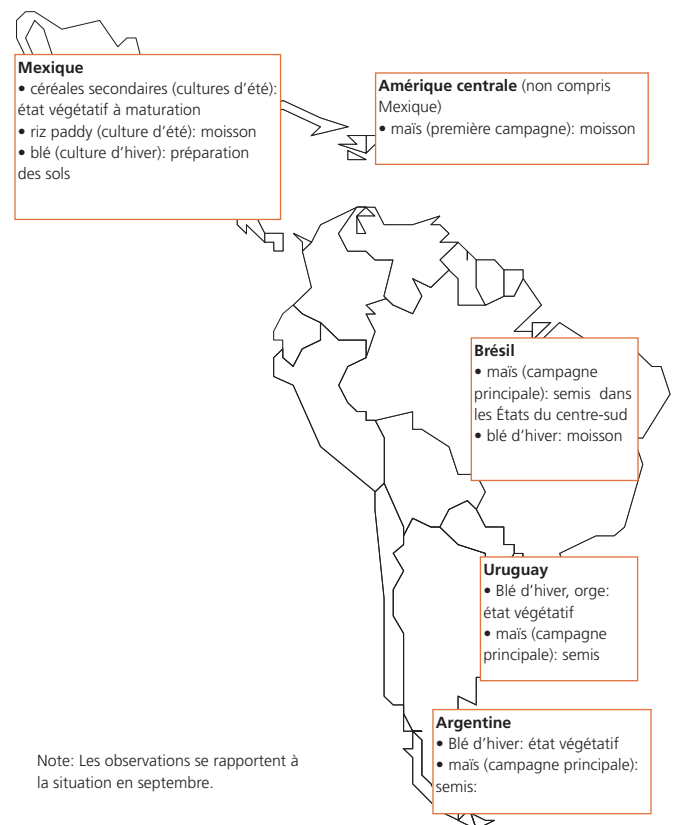 Mexique
• céréales secondaires (cultures d'été):
état végétatif à maturation
• riz paddy (culture d'été): moisson
• blé (culture d'hiver): préparation
des sols
Amérique centrale (non compris
Mexique)
• maïs (première campagne): moisson
Brésil
• maïs (campagne
principale): semis dans
les États du centre-sud
• blé d'hiver: moisson
Uruguay
• Blé d'hiver, orge:
état végétatif
• maïs (campagne
principale): semis
Argentine
• Blé d'hiver: état végétatif
• maïs (campagne principale):
semis:
Note: Les observations se rapportent à
la situation en septembre.